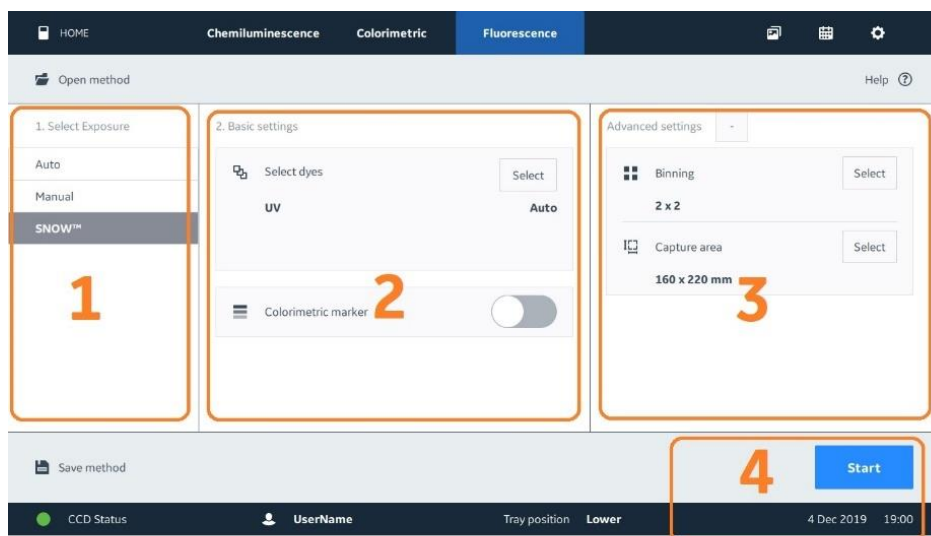 HOME Chemiluminescence Colorimetric Fluorescence
Open method Help ?
1. Select Exposure
Auto
Manual
SNOW™
1
2. Basic settings
Select dyes Select
UV Auto
Colorimetric marker
2
Advanced settings -
Binning Select
2 x 2
Capture area Select
160 x 220 mm
3
Save method
4
Start
CCD Status UserName Tray position Lower 4 Dec 2019 19:00